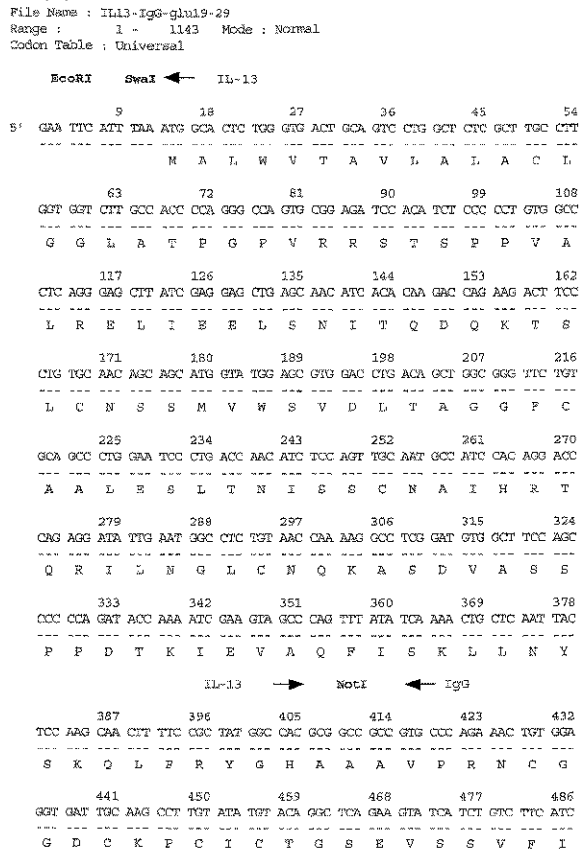 File Name : IL13-IgG-glu19-29
Range : 1 - 1143 Mode : Normal
Codon Table : Universal
EcoRI SwaI IL-13
9 18 27 36 45 54
5' GAA TTC ATT TAA ATG GCA CTC TGG GTG ACT GCA GTC CTG GCT CTC GCT TGC CTT
--- --- --- --- --- --- --- --- --- --- --- --- --- --- --- --- --- ---
M A L W V T A V L A L A C L
63 72 81 90 99 108
GGT GGT CTT GCC ACC CCA GGG CCA GTG CGG AGA TCC ACA TCT CCC CCT GTG GCC
--- --- --- --- --- --- --- --- --- --- --- --- --- --- --- --- --- ---
G G L A T P G P V R R S T S P P V A
117 126 135 144 153 162
CTC AGG GAG CTT ATC GAG GAG CTG AGC AAC ATC ACA CAA GAC CAG AAG ACT TCC
--- --- --- --- --- --- --- --- --- --- --- --- --- --- --- --- --- ---
L R E L I E E L S N I T Q D Q K T S
171 180 189 198 207 216
CTG TGC AAC AGC AGC ATG GTA TGG AGC GTG GAC CTG ACA GCT GGC GGG TTC TGT
--- --- --- --- --- --- --- --- --- --- --- --- --- --- --- --- --- ---
L C N S S M V W S V D L T A G G F C
225 234 243 252 261 270
GCA GCC CTG GAA TCC CTG ACC AAC ATC TCC AGT TGC AAT GCC ATC CAC AGG ACC
--- --- --- --- --- --- --- --- --- --- --- --- --- --- --- --- --- ---
A A L E S L T N I S S C N A I H R T
279 288 297 306 315 324
CAG AGG ATA TTG AAT GGC CTC TGT AAC CAA AAG GCC TCG GAT GTG GCT TCC AGC
--- --- --- --- --- --- --- --- --- --- --- --- --- --- --- --- --- ---
Q R I L N G L C N Q K A S D V A S S
333 342 351 360 369 378
CCC CCA GAT ACC AAA ATC GAA GTA GCC CAG TTT ATA TCA AAA CTG CTC AAT TAC
--- --- --- --- --- --- --- --- --- --- --- --- --- --- --- --- --- ---
P P D T K I E V A Q F I S K L L N Y
IL-13 NotI IgG
387 396 405 414 423 432
TCC AAG CAA CTT TTC CGC TAT GGC CAC GCG GCC GCC GTG CCC AGA AAC TGT GGA
--- --- --- --- --- --- --- --- --- --- --- --- --- --- --- --- --- ---
S K Q L F R Y G H A A A V P R N C G
441 450 459 468 477 486
GGT GAT TGC AAG CCT TGT ATA TGT ACA GGC TCA GAA GTA TCA TCT GTC TTC ATC
--- --- --- --- --- --- --- --- --- --- --- --- --- --- --- --- --- ---
G D C K P C I C T G S E V S S V F I